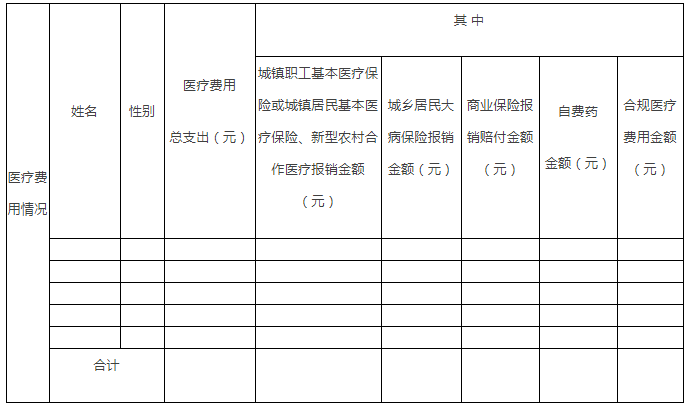 其 中
医疗费
用情况
姓名
性别
医疗费用
总支出（元）
城镇职工基本医疗保
险或城镇居民基本医
疗保险、新型农村合
作医疗报销金额
（元）
城乡居民大
病保险报销
金额（元）
商业保险报
销赔付金额
（元）
自费药
金额（元）
合规医疗
费用金额
（元）
合计